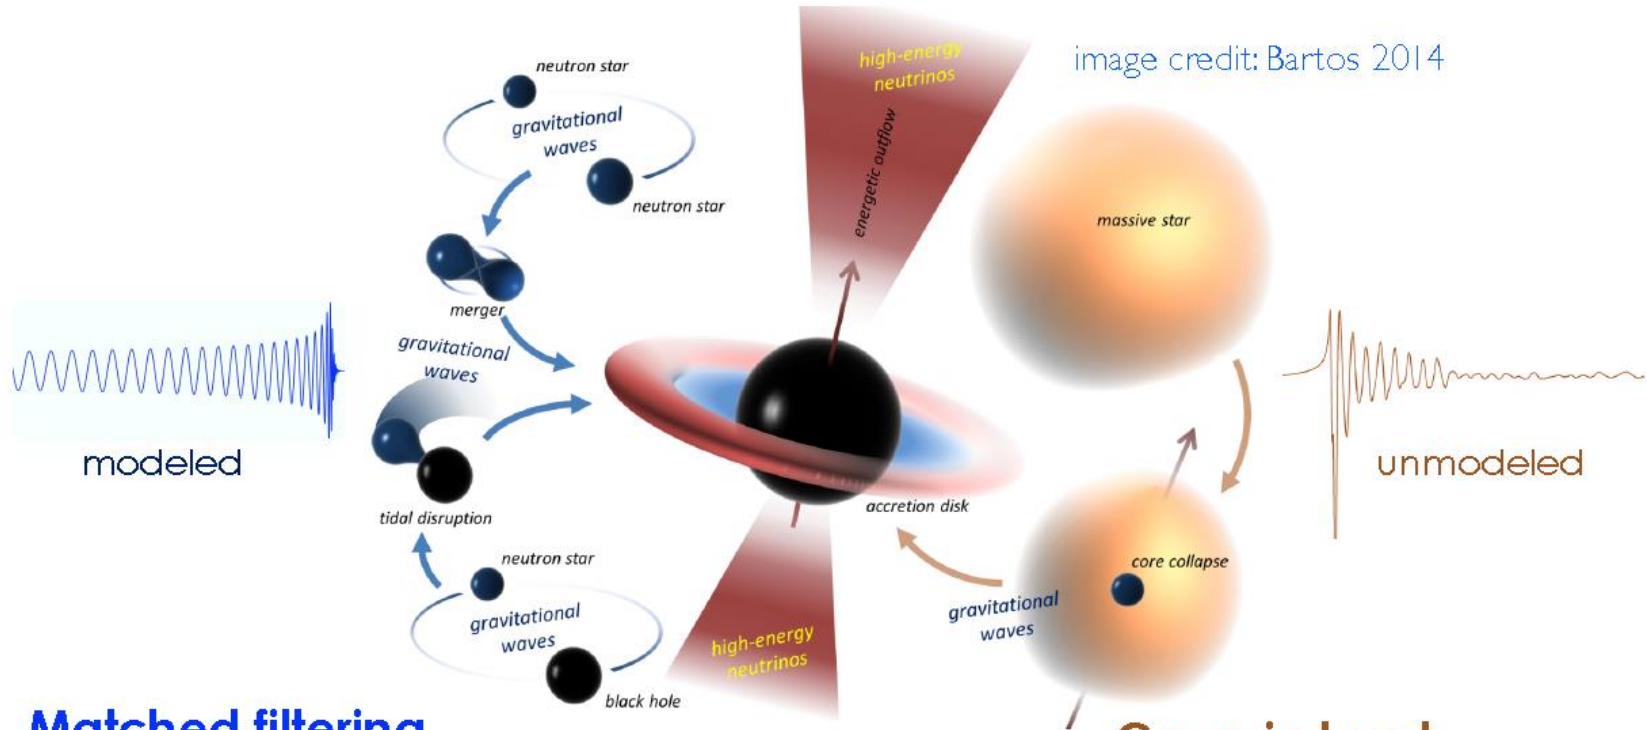 image credit: Bartos 2014
high-energy
neutrinos
energetic outflow
neutron star
gravitational
waves
neutron star
merger
gravitational
waves
modeled
tidal disruption
neutron star
gravitational
waves
black hole
accretion disk
high-energy
neutrinos
massive star
unmodeled
core collapse
gravitational
waves
Matched filtering